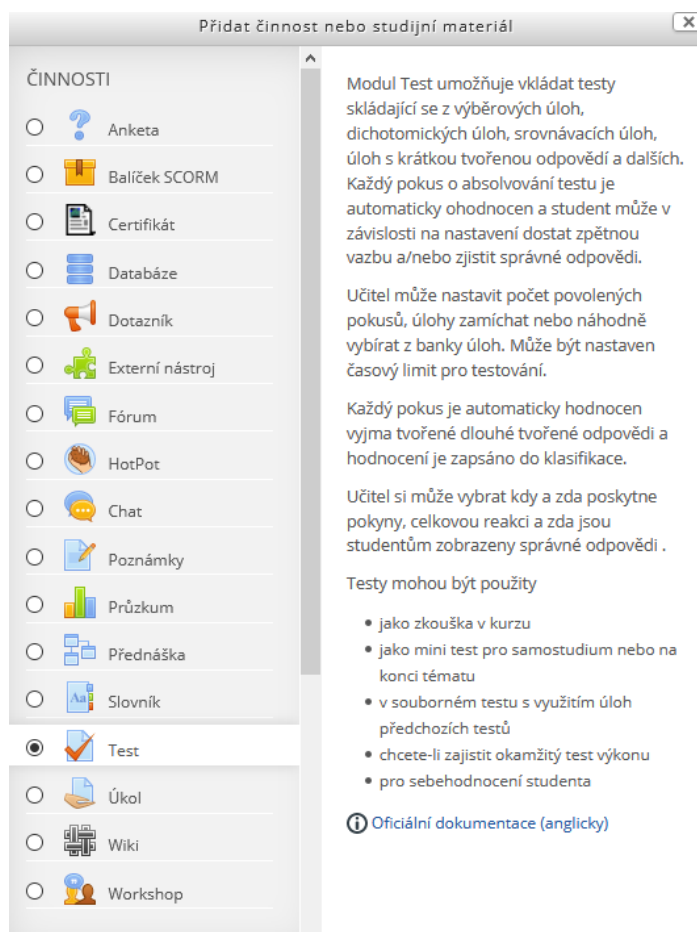 Přidat činnost nebo studijní materiál
ČINNOSTI
Anketa
Balíček SCORM
Certifikát
Databáze
Dotazník
Externí nástroj
Fórum
HotPot
Chat
Poznámky
Průzkum
Přednáška
Slovník
Test
Úkol
Wiki
Workshop
Modul Test umožňuje vkládat testy
skládající se z výběrových úloh,
dichotomických úloh, srovnávacích úloh,
úloh s krátkou tvořenou odpovědí a dalších.
Každý pokus o absolvování testu je
automaticky ohodnocen a student může v
závislosti na nastavení dostat zpětnou
vazbu a/nebo zjistit správné odpovědi.
Učitel může nastavit počet povolených
pokusů, úlohy zamíchat nebo náhodně
vybírat z banky úloh. Může být nastaven
časový limit pro testování.
Každý pokus je automaticky hodnocen
vyjma tvořené dlouhé tvořené odpovědi a
hodnocení je zapsáno do klasifikace.
Učitel si může vybrat kdy a zda poskytne
pokyny, celkovou reakci a zda jsou
studentům zobrazeny správné odpovědi .
Testy mohou být použity
• jako zkouška v kurzu
• jako mini test pro samostudium nebo na
konci tématu
• v souborném testu s využitím úloh
předchozích testů
• chcete-li zajistit okamžitý test výkonu
• pro sebehodnocení studenta
Oficiální dokumentace (anglicky)